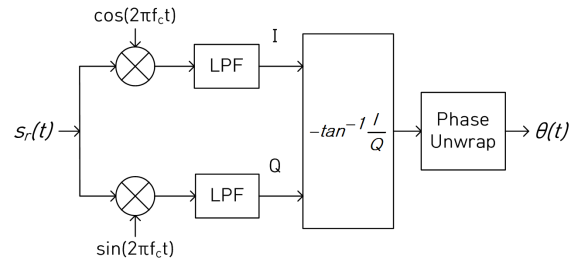 cos(2πf_ct)
I
LPF
s_r(t)
-tan⁻¹ I/Q
Phase
Unwrap
θ(t)
Q
LPF
sin(2πf_ct)